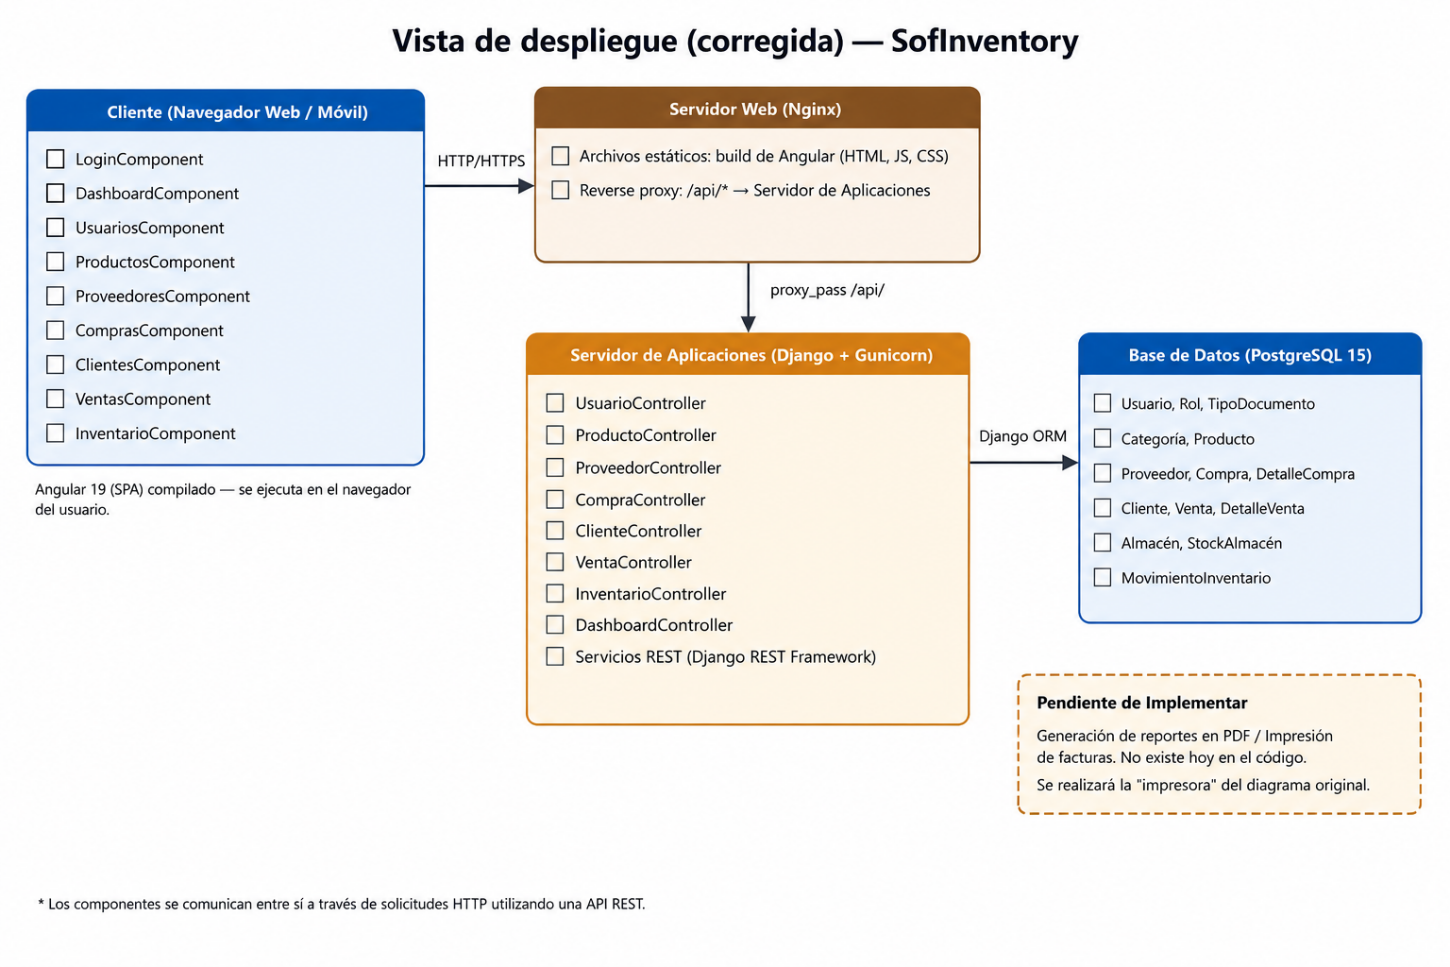 Vista de despliegue (corregida) — SofInventory
Cliente (Navegador Web / Móvil)
LoginComponent
DashboardComponent
UsuariosComponent
ProductosComponent
ProveedoresComponent
ComprasComponent
ClientesComponent
VentasComponent
InventarioComponent
Angular 19 (SPA) compilado — se ejecuta en el navegador
del usuario.
HTTP/HTTPS
Servidor Web (Nginx)
Archivos estáticos: build de Angular (HTML, JS, CSS)
Reverse proxy: /api/* → Servidor de Aplicaciones
proxy_pass /api/
Servidor de Aplicaciones (Django + Gunicorn)
UsuarioController
ProductoController
ProveedorController
CompraController
ClienteController
VentaController
InventarioController
DashboardController
Servicios REST (Django REST Framework)
Django ORM
Base de Datos (PostgreSQL 15)
Usuario, Rol, TipoDocumento
Categoría, Producto
Proveedor, Compra, DetalleCompra
Cliente, Venta, DetalleVenta
Almacén, StockAlmacén
MovimientoInventario
Pendiente de Implementar
Generación de reportes en PDF / Impresión
de facturas. No existe hoy en el código.
Se realizará la "impresora" del diagrama original.
* Los componentes se comunican entre sí a través de solicitudes HTTP utilizando una API REST.